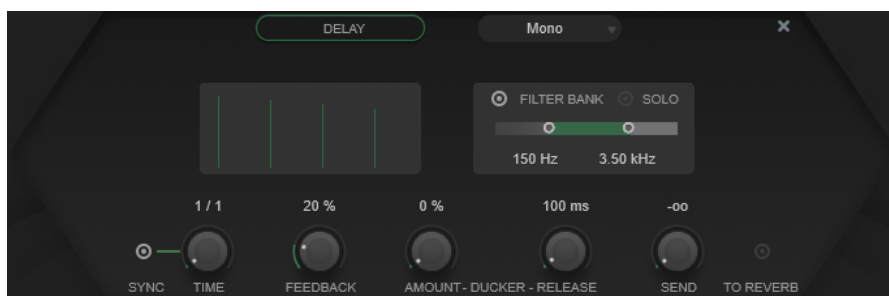 DELAY Mono
FILTER BANK SOLO
150 Hz 3.50 kHz
1 / 1 20 % 0 % 100 ms -oo
SYNC TIME FEEDBACK AMOUNT - DUCKER - RELEASE SEND TO REVERB